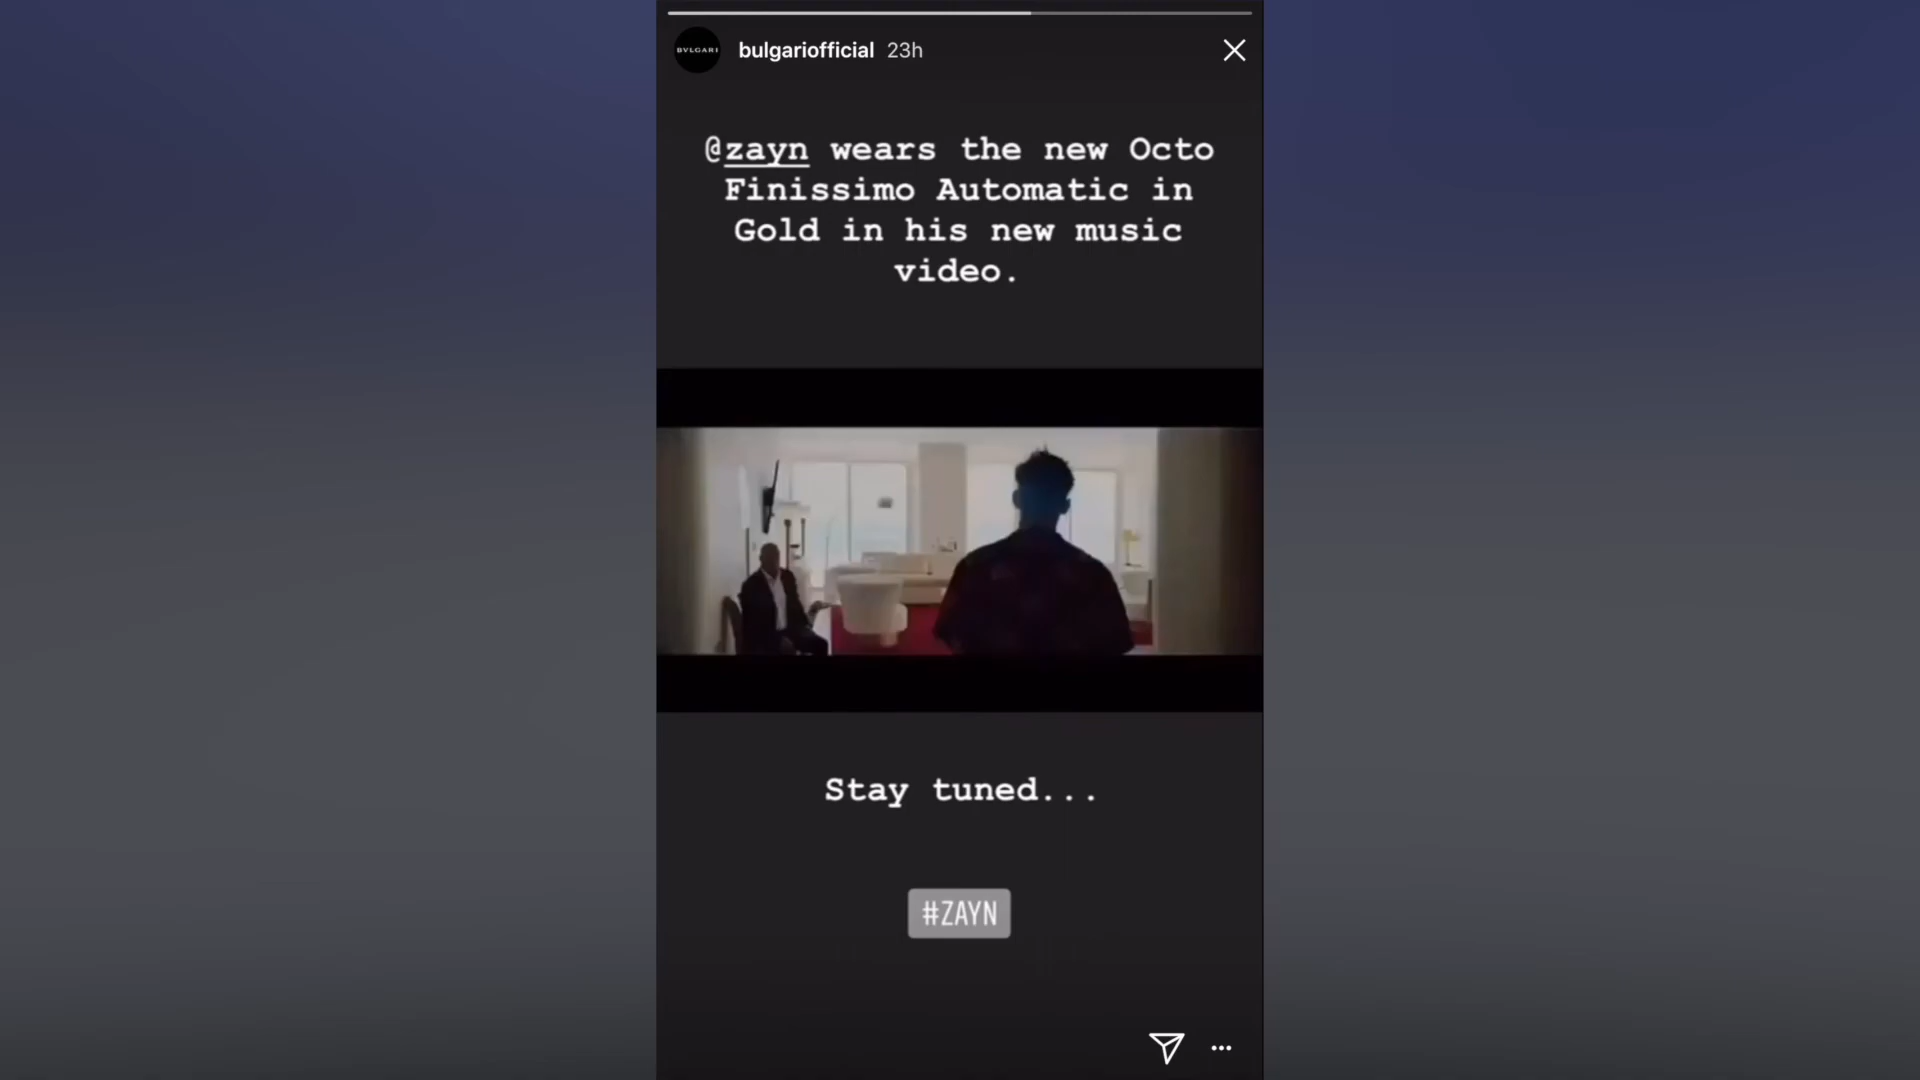 BVLGARI
bulgariofficial 23h
@zayn wears the new Octo
Finissimo Automatic in
Gold in his new music
video.
Stay tuned...
#ZAYN